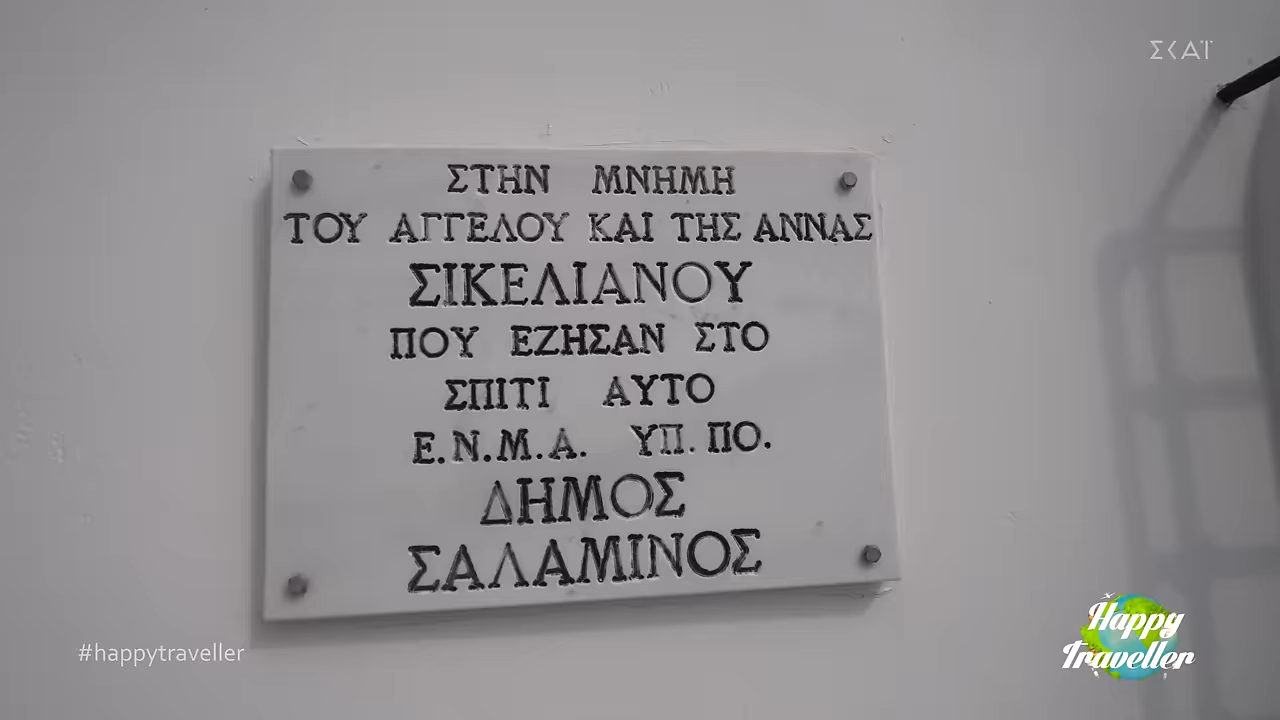 ΣΚΑΪ
ΣΤΗΝ ΜΝΗΜΗ
ΤΟΥ ΑΓΓΕΛΟΥ ΚΑΙ ΤΗΣ ΑΝΝΑΣ
ΣΙΚΕΛΙΑΝΟΥ
ΠΟΥ ΕΖΗΣΑΝ ΣΤΟ
ΣΠΙΤΙ ΑΥΤΟ
Ε.Ν.Μ.Α. ΥΠ. ΠΟ.
ΔΗΜΟΣ
ΣΑΛΑΜΙΝΟΣ
Happy
Traveller
#happytraveller